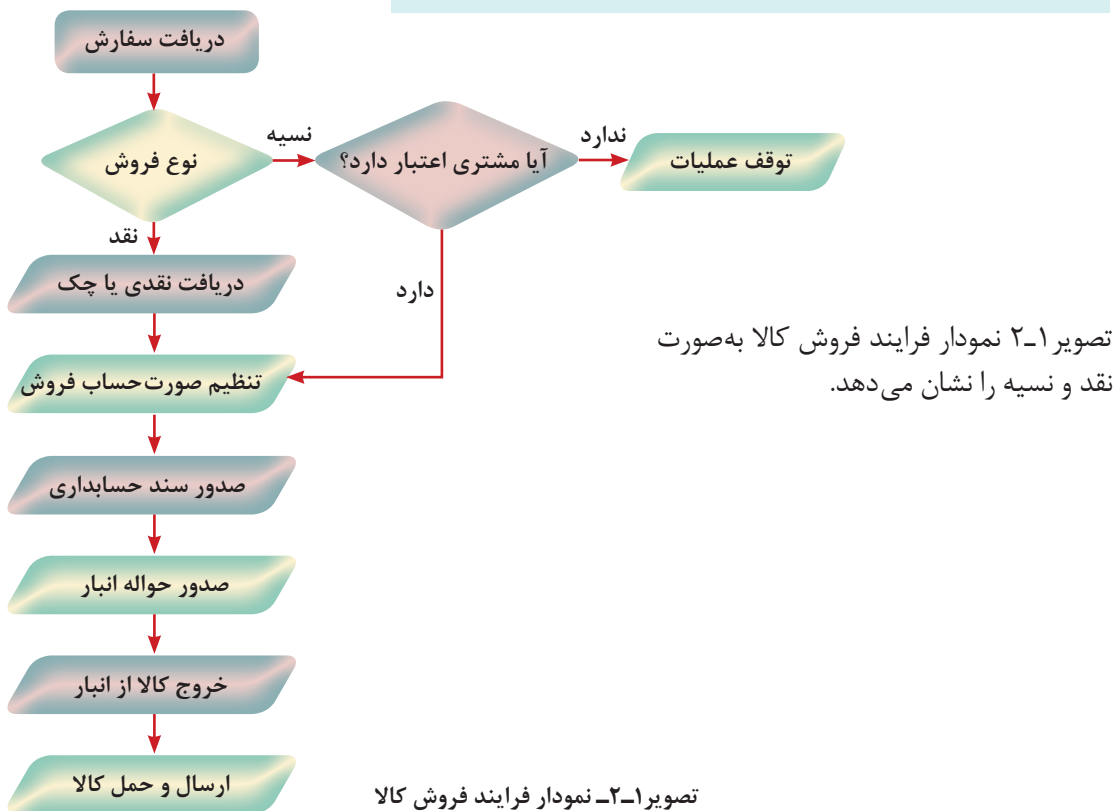 دریافت سفارش
نوع فروش
نسیه
آیا مشتری اعتبار دارد؟
ندارد
توقف عملیات
نقد
دارد
دریافت نقدی یا چک
تنظیم صورت‌حساب فروش
صدور سند حسابداری
صدور حواله انبار
خروج کالا از انبار
ارسال و حمل کالا
تصویر۱ـ۲ نمودار فرایند فروش کالا به‌صورت
نقد و نسیه را نشان می‌دهد.
تصویر۱ـ۲ـ نمودار فرایند فروش کالا